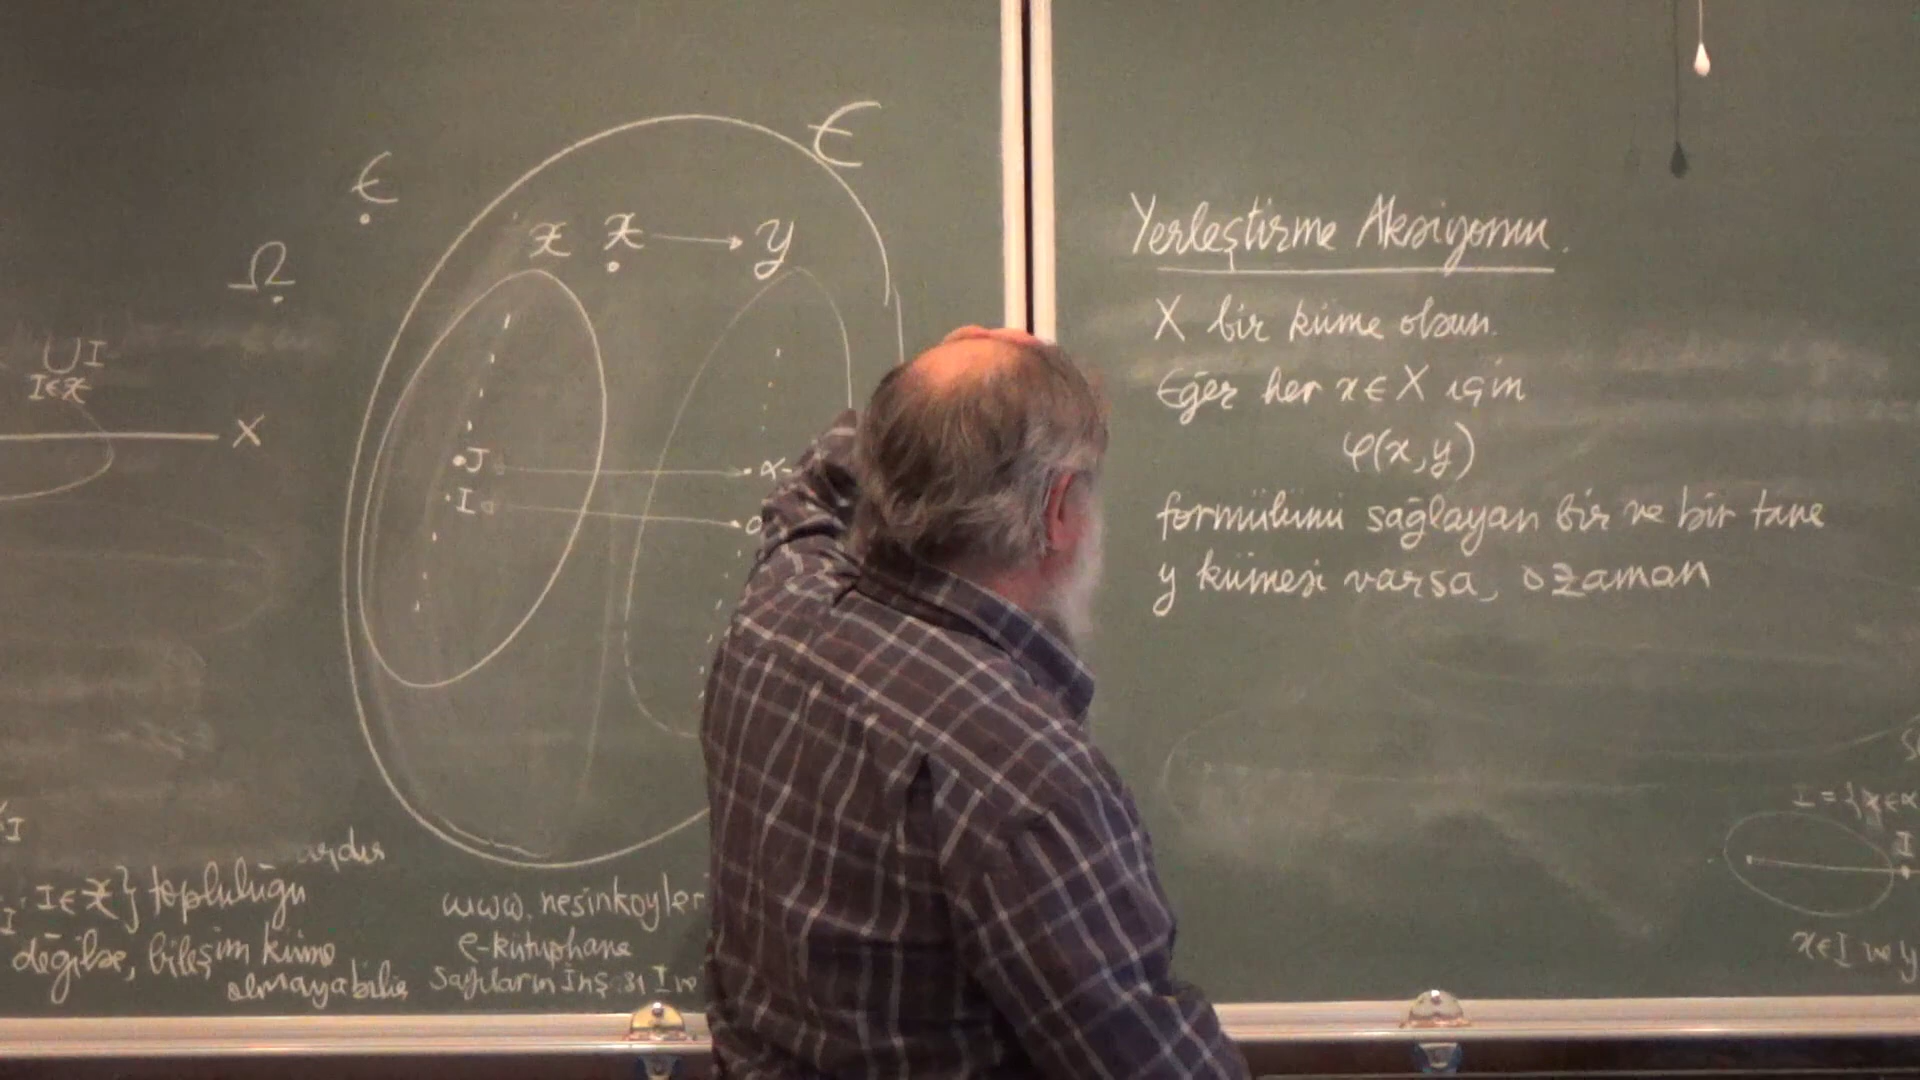 Є
Є
Ω
𝒳 𝒳 → y
⋃I
I∈𝒳
X
J
α
I
I∈𝒳} topluluğu
değilse, bileşim küme
olmayabilir
www.nesinkoyler
e-kütüphane
Sayıların İnş
Yerleştirme Aksiyomu.
X bir küme olsun.
Eğer her x∈X için
φ(x,y)
formülünü sağlayan bir ve bir tane
y kümesi varsa, o zaman
I={
I
x∈I ve y